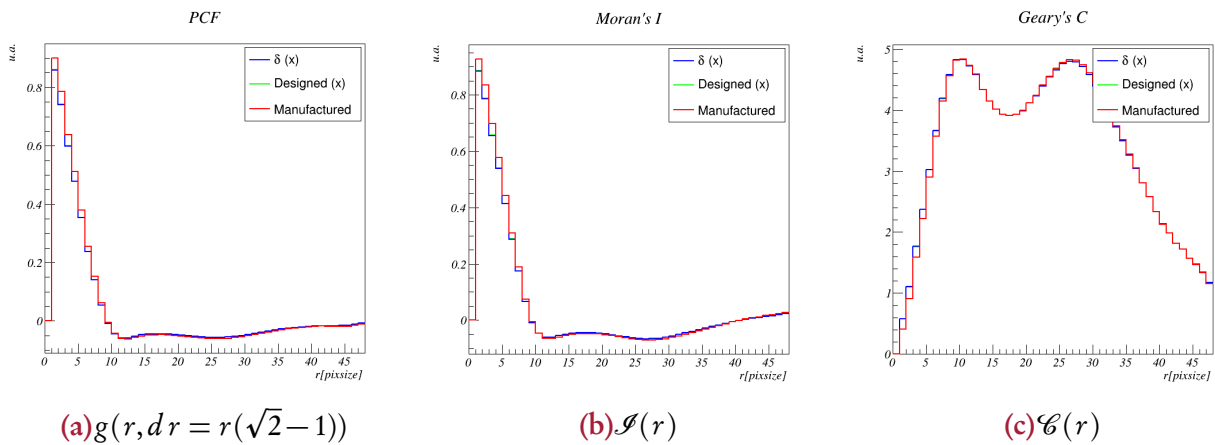 PCF
u.a.
0.8
0.6
0.4
0.2
0
0 5 10 15 20 25 30 35 40 45
r[pixsize]
δ (x)
Designed (x)
Manufactured
(a)g(r, dr = r(√2−1))
Moran's I
u.a.
0.8
0.6
0.4
0.2
0
0 5 10 15 20 25 30 35 40 45
r[pixsize]
δ (x)
Designed (x)
Manufactured
(b)ℐ(r)
Geary's C
u.a.
5
4
3
2
1
0
0 5 10 15 20 25 30 35 40 45
r[pixsize]
δ (x)
Designed (x)
Manufactured
(c)𝒞(r)